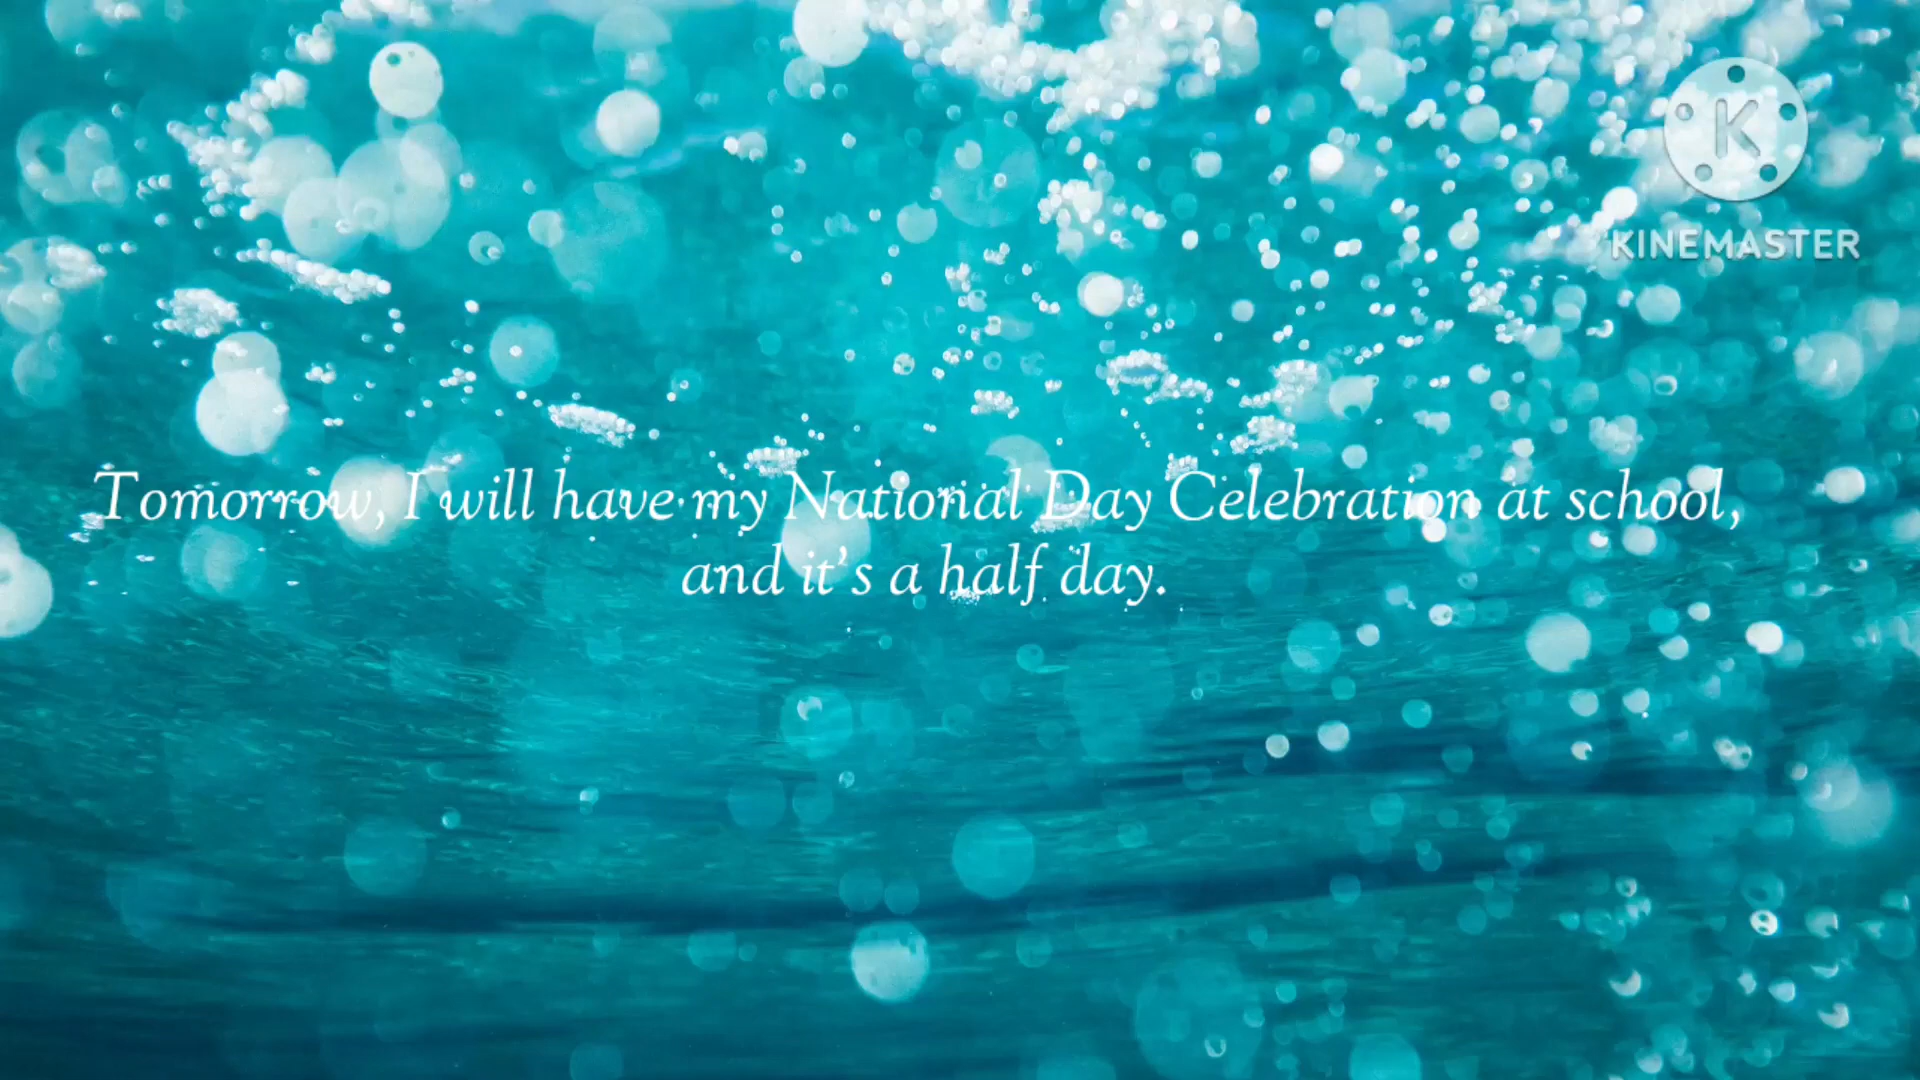 K
KINEMASTER
Tomorrow, I will have my National Day Celebration at school,
and it's a half day.